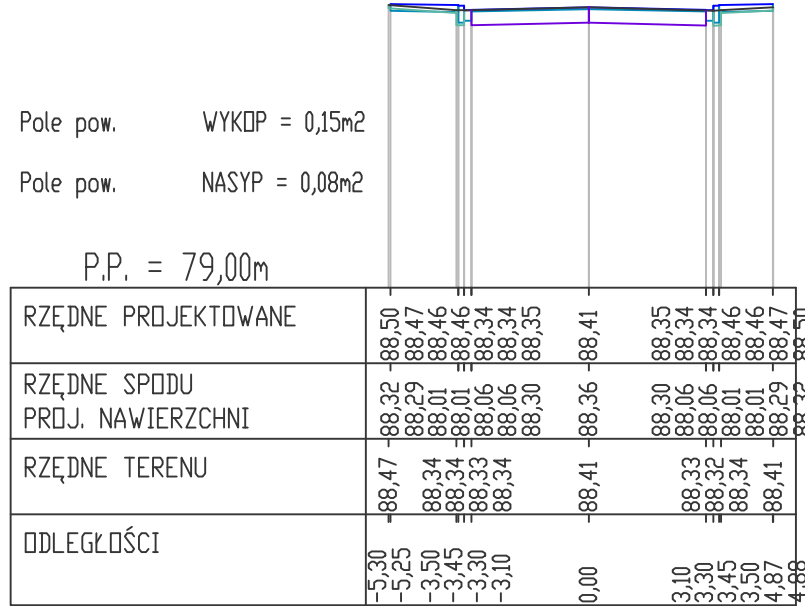 Pole pow. WYKOP = 0,15m2
Pole pow. NASYP = 0,08m2
P.P. = 79,00m
RZĘDNE PROJEKTOWANE 88,50 88,47 88,46 88,46 88,34 88,34 88,35 88,41 88,35 88,34 88,34 88,46 88,46 88,47 88,50
RZĘDNE SPODU
PROJ. NAWIERZCHNI 88,32 88,29 88,01 88,01 88,06 88,06 88,30 88,36 88,30 88,06 88,06 88,01 88,01 88,29 88,32
RZĘDNE TERENU 88,47 88,34 88,34 88,33 88,34 88,41 88,33 88,32 88,34 88,41
ODLEGŁOŚCI -5,30 -5,25 -3,50 -3,45 -3,30 -3,10 0,00 3,10 3,30 3,45 3,50 4,87 4,88